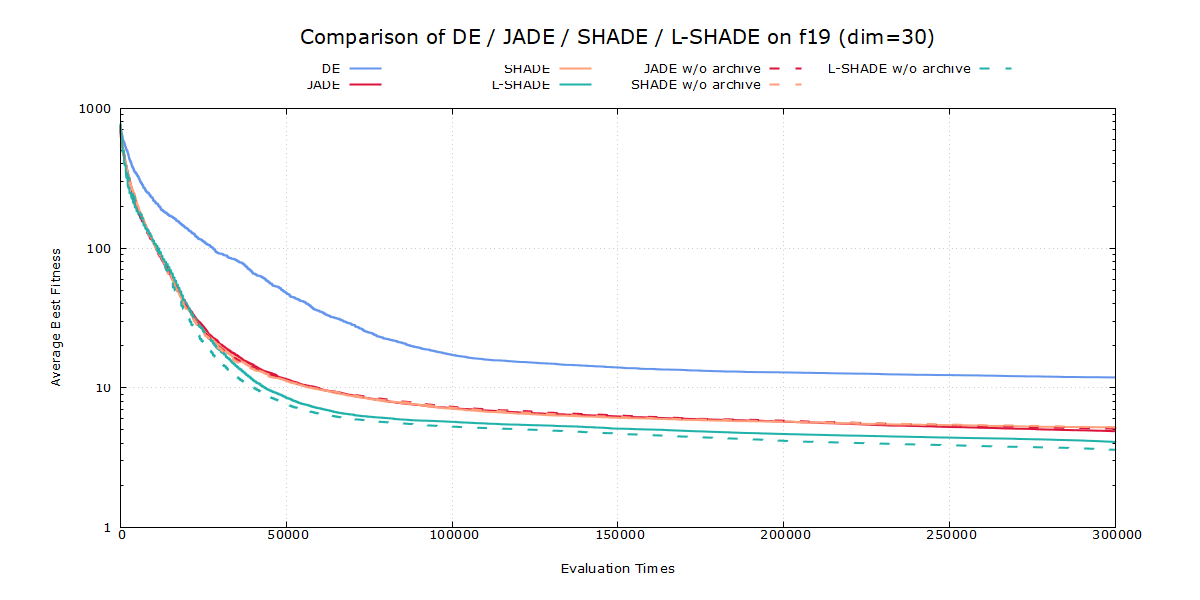 Comparison of DE / JADE / SHADE / L-SHADE on f19 (dim=30)
DE SHADE JADE w/o archive L-SHADE w/o archive
JADE L-SHADE SHADE w/o archive
1000
100
10
1
Average Best Fitness
0 50000 100000 150000 200000 250000 300000
Evaluation Times